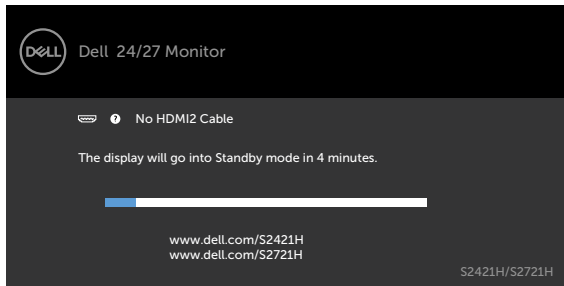 DELL
Dell 24/27 Monitor
? No HDMI2 Cable
The display will go into Standby mode in 4 minutes.
www.dell.com/S2421H
www.dell.com/S2721H
S2421H/S2721H